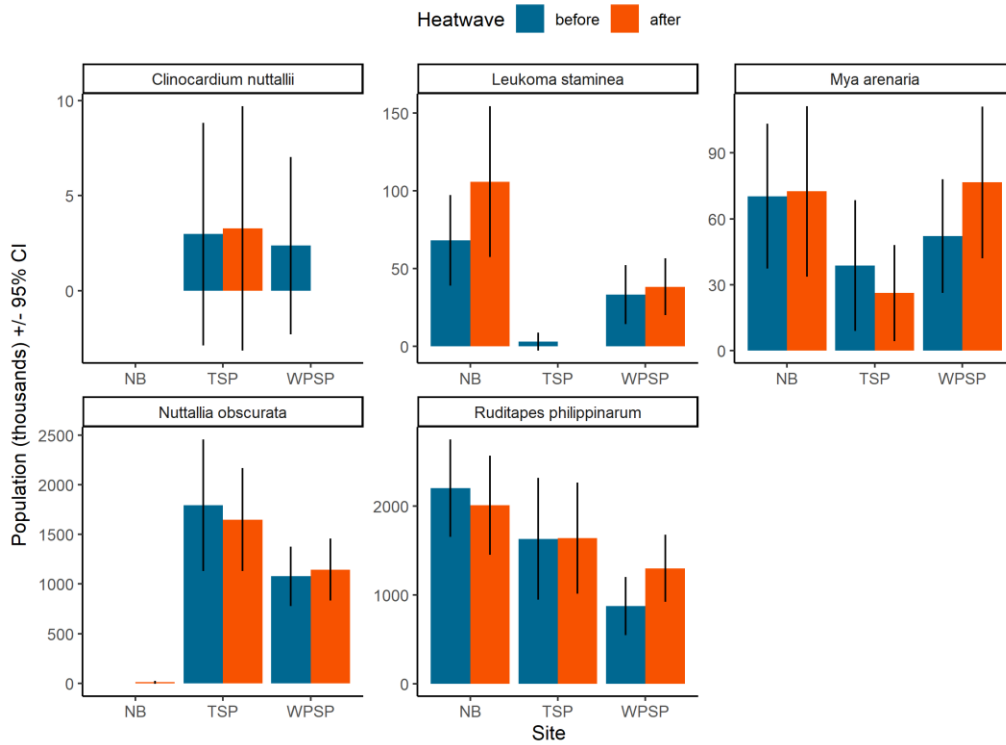 Heatwave before after
Clinocardium nuttallii Leukoma staminea Mya arenaria
10
5
0
NB TSP WPSP
150
100
50
0
NB TSP WPSP
90
60
30
0
NB TSP WPSP
Population (thousands) +/- 95% CI
Nuttallia obscurata Ruditapes philippinarum
2500
2000
1500
1000
500
0
NB TSP WPSP
2000
1000
0
NB TSP WPSP
Site